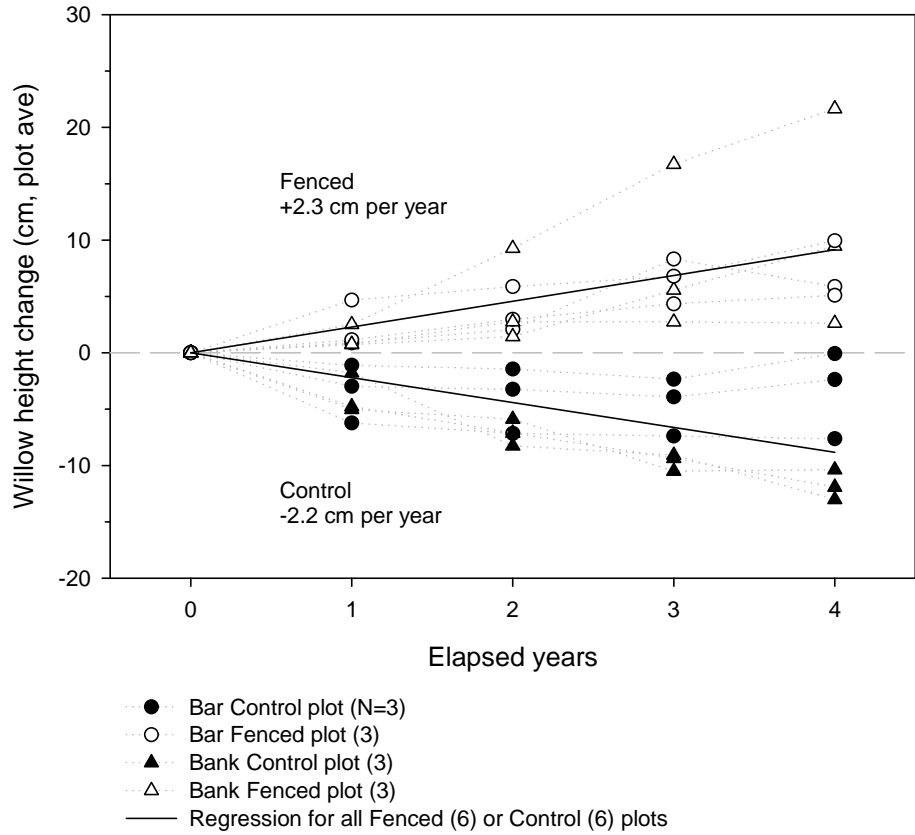 30
20
10
0
-10
-20
Willow height change (cm, plot ave)
Fenced
+2.3 cm per year
Control
-2.2 cm per year
0 1 2 3 4
Elapsed years
Bar Control plot (N=3)
Bar Fenced plot (3)
Bank Control plot (3)
Bank Fenced plot (3)
Regression for all Fenced (6) or Control (6) plots